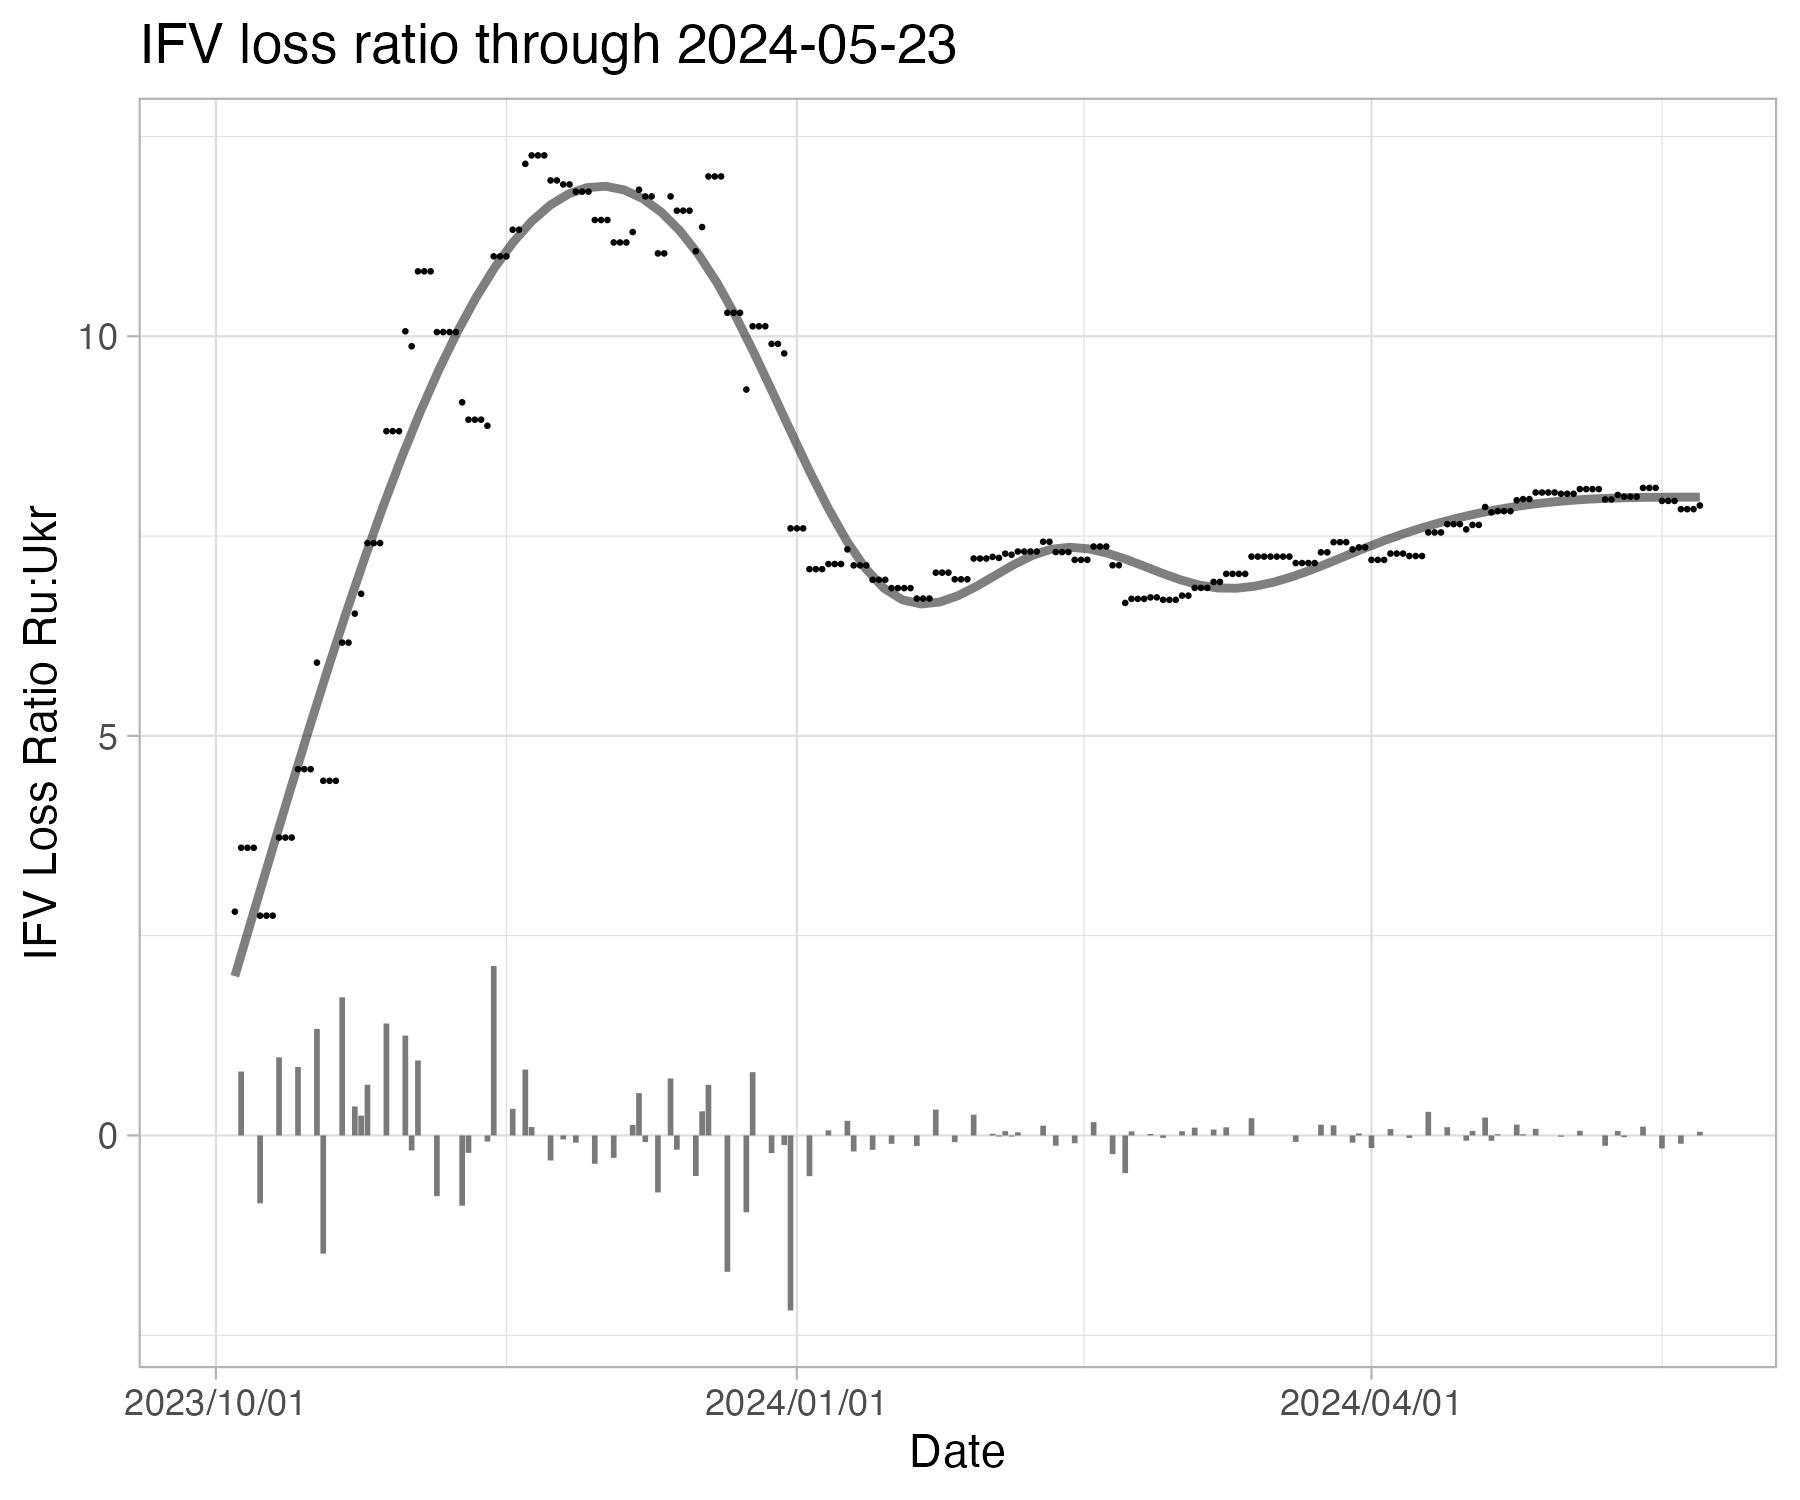 IFV loss ratio through 2024-05-23
IFV Loss Ratio Ru:Ukr
10
5
0
2023/10/01
2024/01/01
2024/04/01
Date